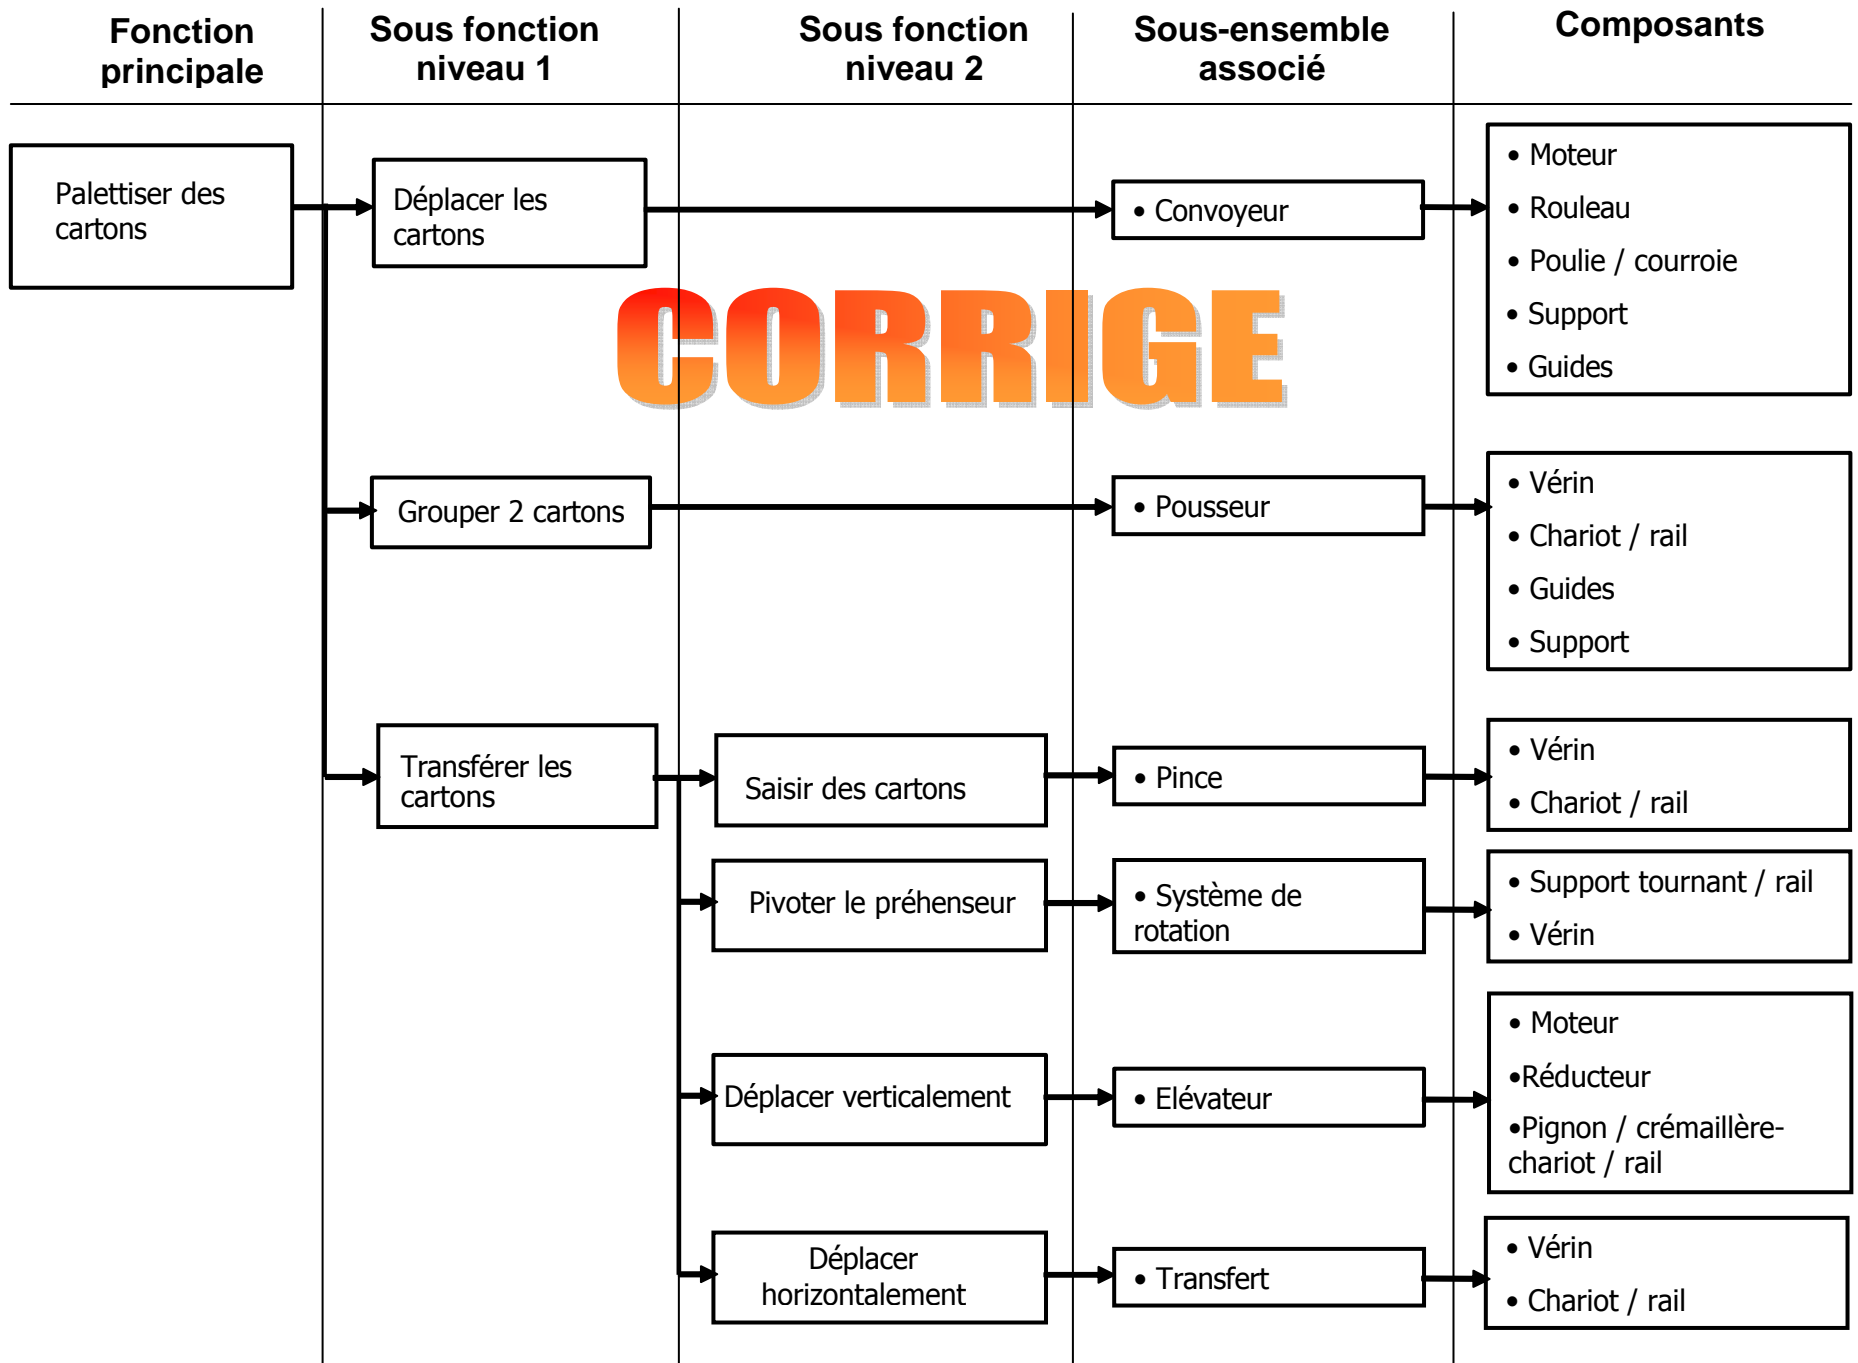 Fonction
principale
Sous fonction
niveau 1
Sous fonction
niveau 2
Sous-ensemble
associé
Composants
Palettiser des
cartons
Déplacer les
cartons
• Convoyeur
• Moteur
• Rouleau
• Poulie / courroie
• Support
• Guides
CORRIGE
Grouper 2 cartons
• Pousseur
• Vérin
• Chariot / rail
• Guides
• Support
Transférer les
cartons
Saisir des cartons
• Pince
• Vérin
• Chariot / rail
Pivoter le préhenseur
• Système de
rotation
• Support tournant / rail
• Vérin
Déplacer verticalement
• Elévateur
• Moteur
•Réducteur
•Pignon / crémaillère-
chariot / rail
Déplacer
horizontalement
• Transfert
• Vérin
• Chariot / rail